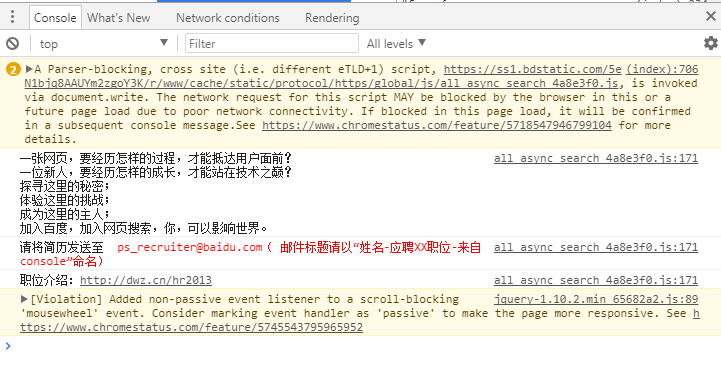 Console What's New Network conditions Rendering
top Filter All levels
2 A Parser-blocking, cross site (i.e. different eTLD+1) script, https://ss1.bdstatic.com/5e (index):706
N1bjq8AAUYm2zgoY3K/r/www/cache/static/protocol/https/global/js/all_async_search_4a8e3f0.js, is invoked
via document.write. The network request for this script MAY be blocked by the browser in this or a
future page load due to poor network connectivity. If blocked in this page load, it will be confirmed
in a subsequent console message.See https://www.chromestatus.com/feature/5718547946799104 for more
details.
一张网页，要经历怎样的过程，才能抵达用户面前？ all_async_search_4a8e3f0.js:171
一位新人，要经历怎样的成长，才能站在技术之巅？
探寻这里的秘密；
体验这里的挑战；
成为这里的主人；
加入百度，加入网页搜索，你，可以影响世界。
请将简历发送至 ps_recruiter@baidu.com（ 邮件标题请以“姓名-应聘XX职位-来自 all_async_search_4a8e3f0.js:171
console”命名）
职位介绍：http://dwz.cn/hr2013 all_async_search_4a8e3f0.js:171
[Violation] Added non-passive event listener to a scroll-blocking jquery-1.10.2.min_65682a2.js:89
'mousewheel' event. Consider marking event handler as 'passive' to make the page more responsive. See h
ttps://www.chromestatus.com/feature/5745543795965952